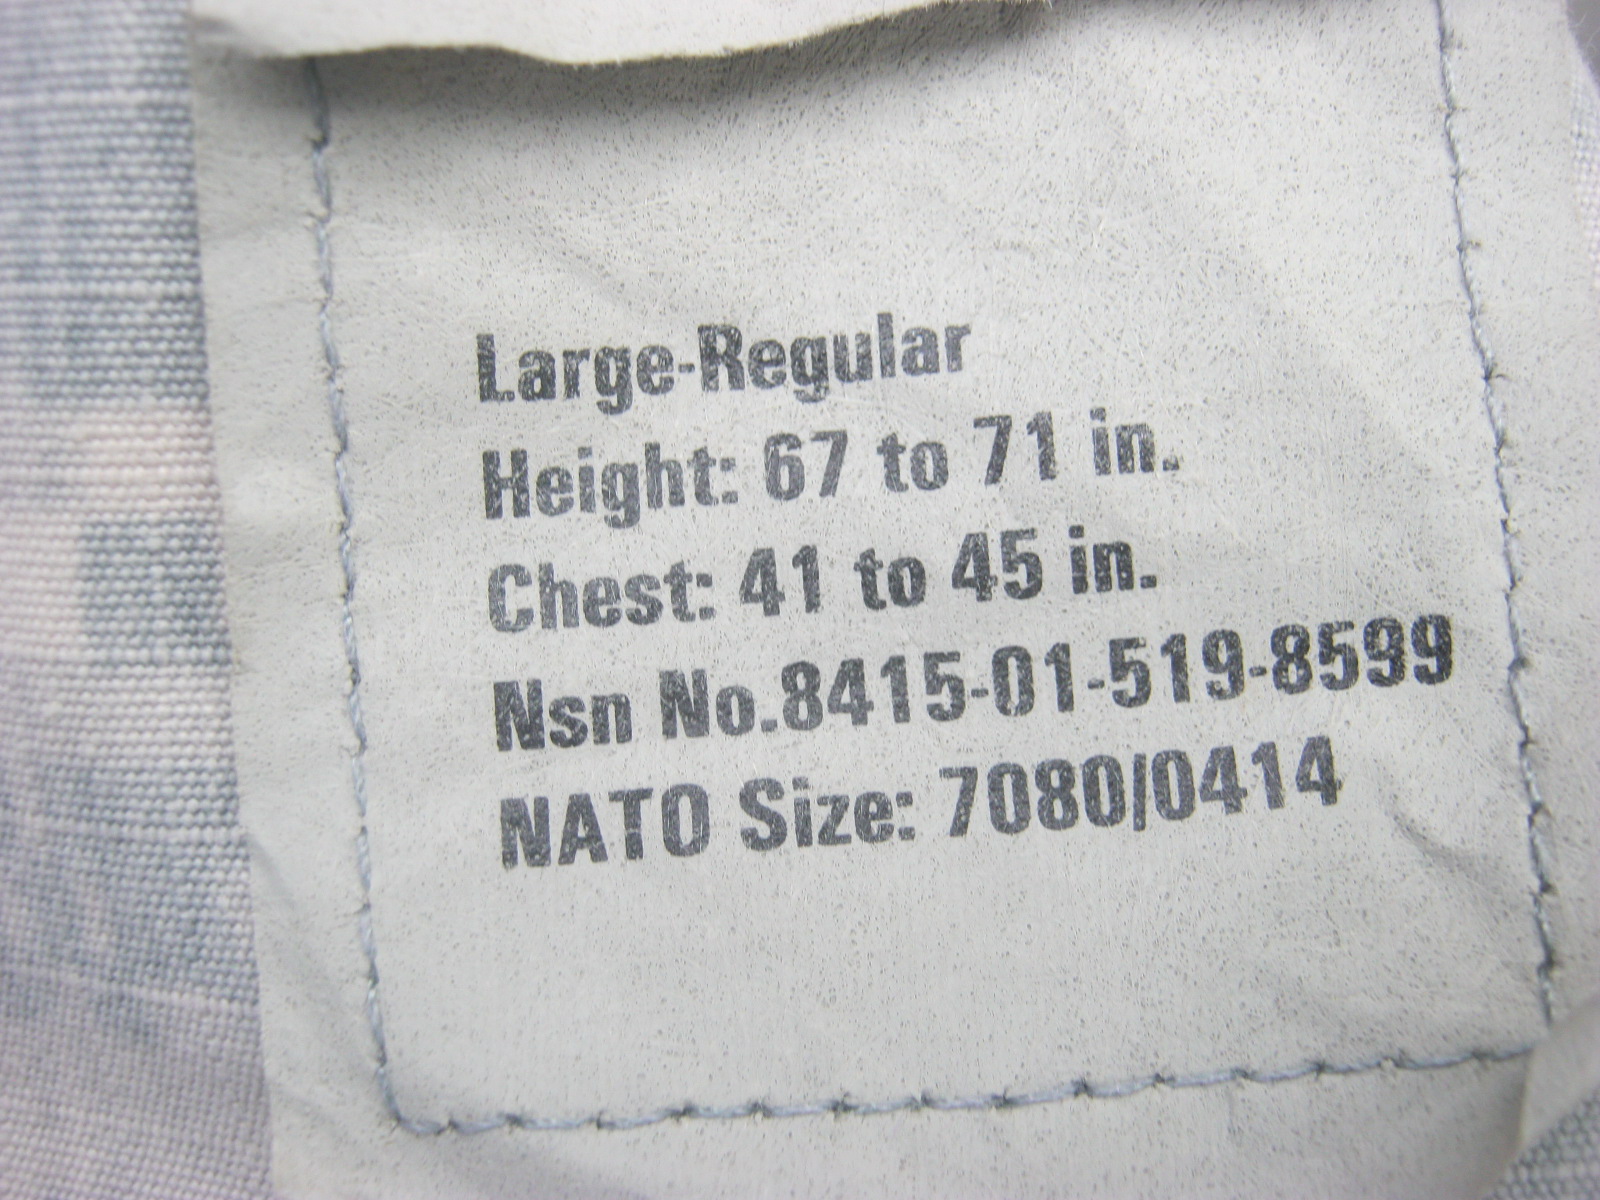 Large-Regular
Height: 67 to 71 in.
Chest: 41 to 45 in.
Nsn No.8415-01-519-8599
NATO Size: 7080/0414